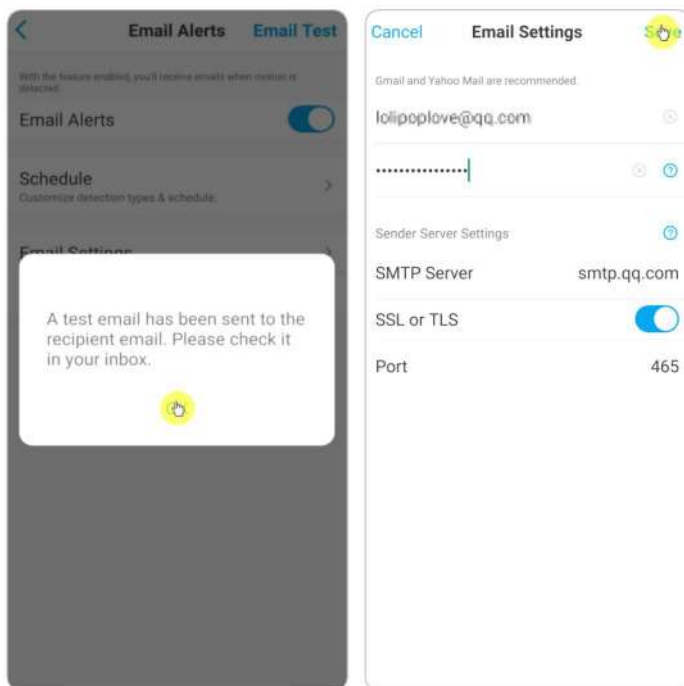 Email Alerts
Email Test
With the feature enabled, you'll receive emails when motion is
detected.
Email Alerts
Schedule
Customize detection types & schedule.
Email Settings
A test email has been sent to the
recipient email. Please check it
in your inbox.
Cancel
Email Settings
Gmail and Yahoo Mail are recommended.
lolipoplove@qq.com
Sender Server Settings
SMTP Server
smtp.qq.com
SSL or TLS
Port
465